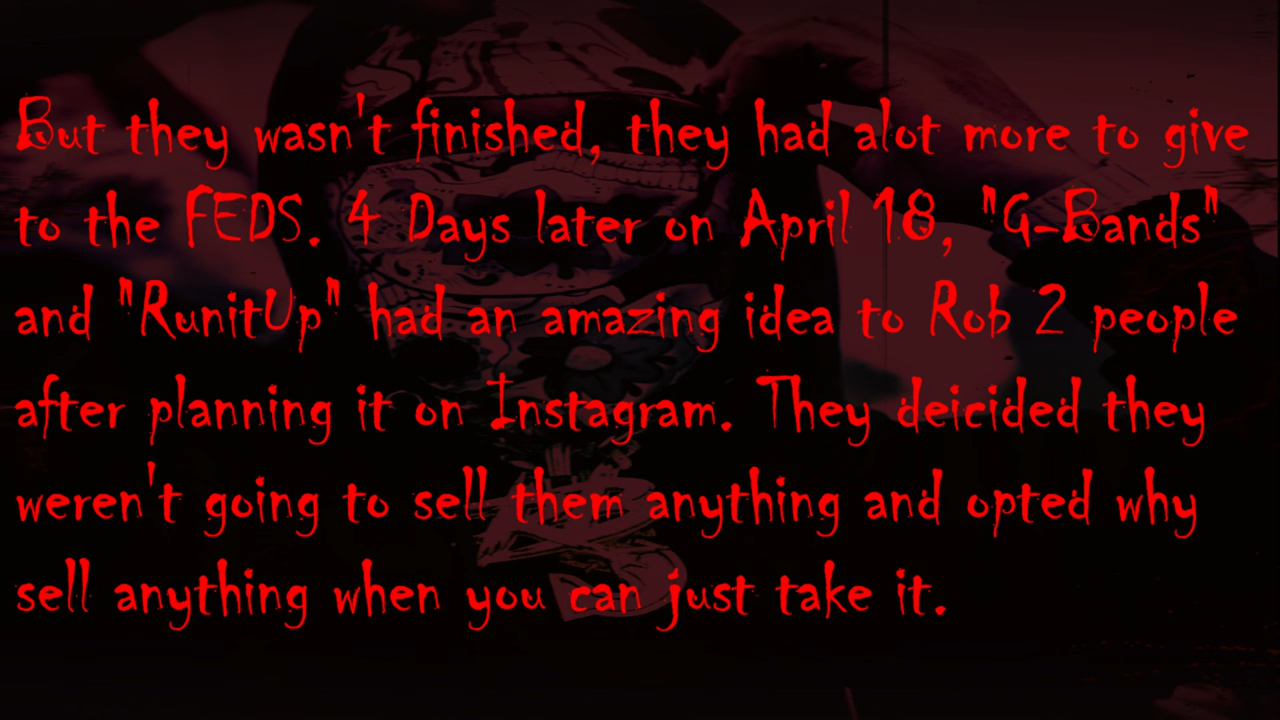 But they wasn't finished, they had alot more to give
to the FEDS. 4 Days later on April 18, "G-Bands"
and "RunitUp" had an amazing idea to Rob 2 people
after planning it on Instagram. They deicided they
weren't going to sell them anything and opted why
sell anything when you can just take it.